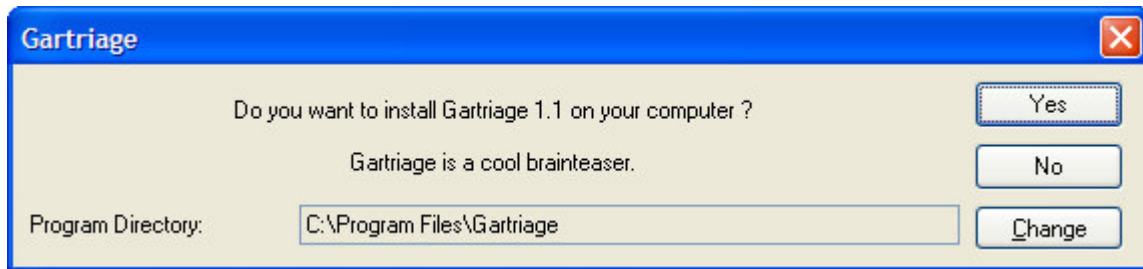 Gartriage
Do you want to install Gartriage 1.1 on your computer ?
Yes
Gartriage is a cool brainteaser.
No
Program Directory: C:\Program Files\Gartriage
Change